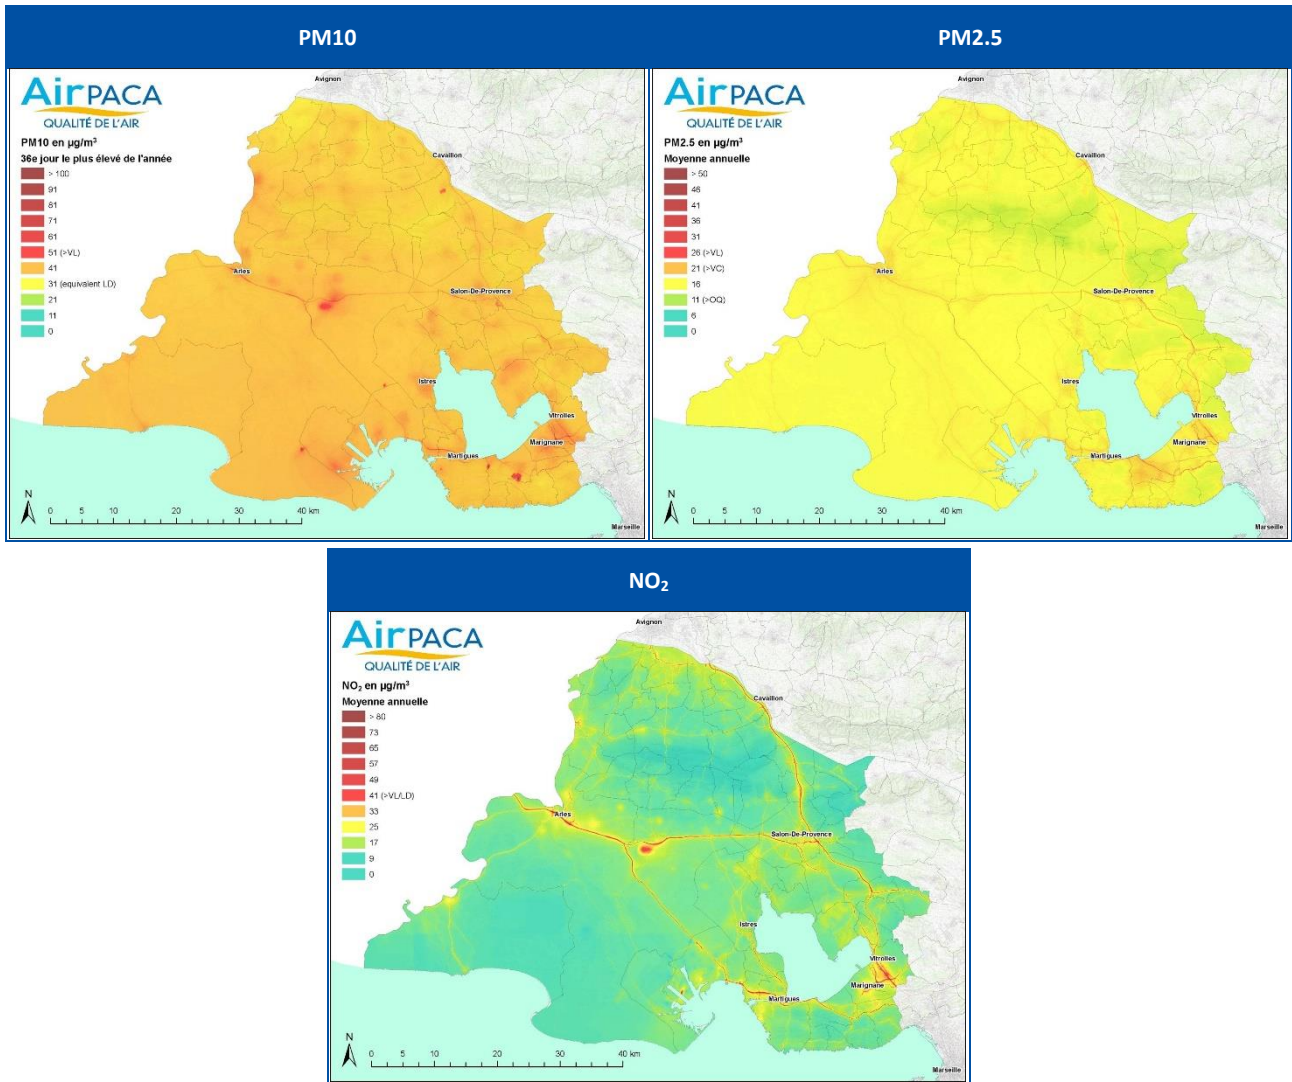 PM10
PM2.5
AirPACA
QUALITÉ DE L'AIR
PM10 en µg/m³
36e jour le plus élevé de l'année
> 100
91
81
71
61
51 (>VL)
41
31 (equivalent LD)
21
11
0
Avignon
Cavaillon
Arles
Salon-De-Provence
Istres
Vitrolles
Marignane
Martigues
Marseille
N
0 5 10 20 30 40 km
AirPACA
QUALITÉ DE L'AIR
PM2.5 en µg/m³
Moyenne annuelle
> 50
46
41
36
31
26 (>VL)
21 (>VC)
16
11 (>OQ)
6
0
Avignon
Cavaillon
Arles
Salon-De-Provence
Istres
Vitrolles
Marignane
Martigues
Marseille
N
0 5 10 20 30 40 km
NO₂
AirPACA
QUALITÉ DE L'AIR
NO₂ en µg/m³
Moyenne annuelle
> 80
73
65
57
49
41 (>VL/LD)
33
25
17
9
0
Avignon
Cavaillon
Arles
Salon-De-Provence
Istres
Vitrolles
Marignane
Martigues
Marseille
N
0 5 10 20 30 40 km